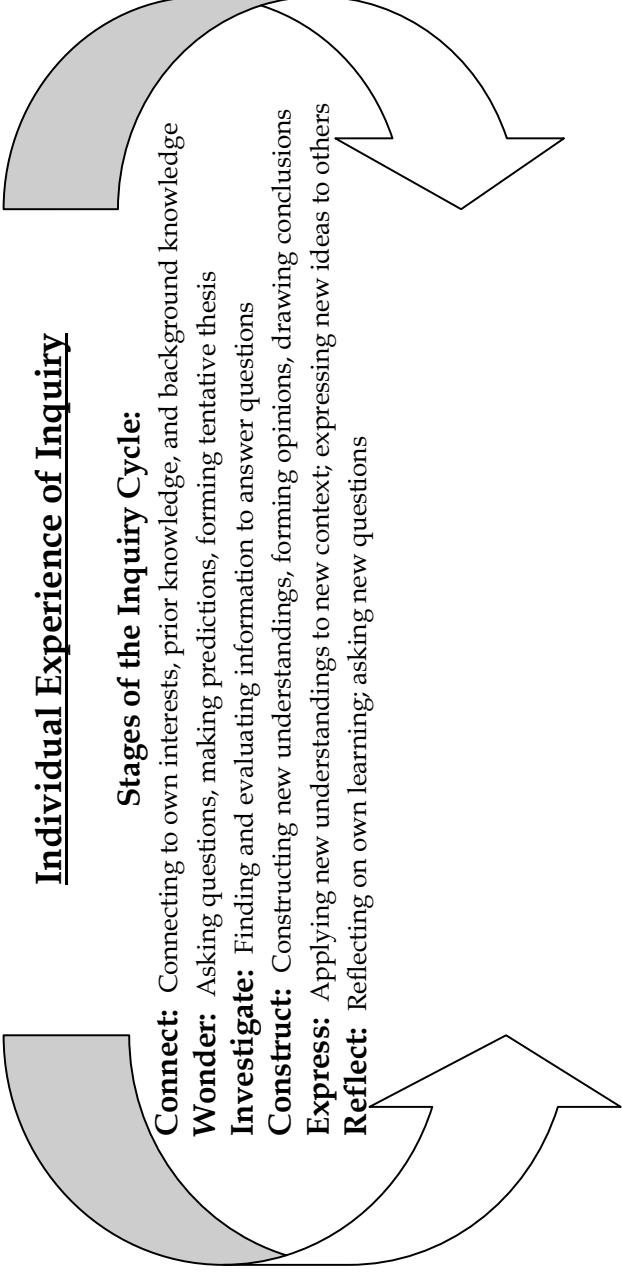 Individual Experience of Inquiry
Stages of the Inquiry Cycle:
Connect: Connecting to own interests, prior knowledge, and background knowledge
Wonder: Asking questions, making predictions, forming tentative thesis
Investigate: Finding and evaluating information to answer questions
Construct: Constructing new understandings, forming opinions, drawing conclusions
Express: Applying new understandings to new context; expressing new ideas to others
Reflect: Reflecting on own learning; asking new questions